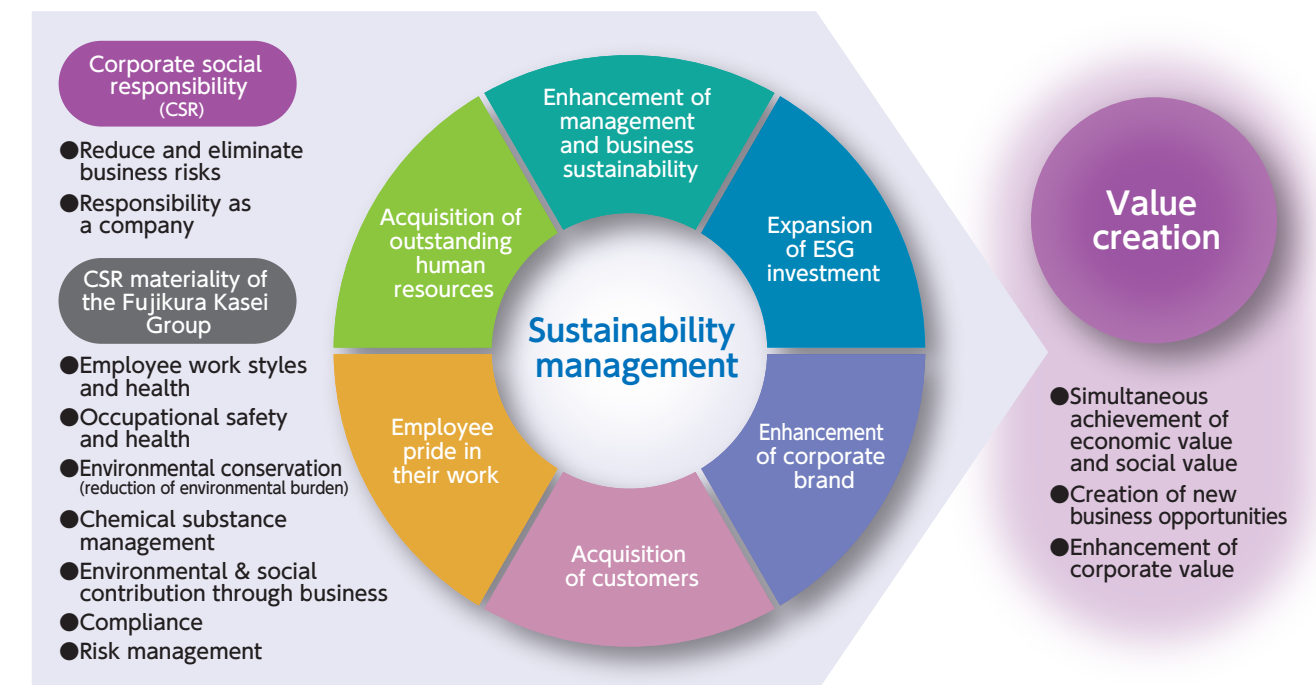 Corporate social
responsibility
(CSR)
●Reduce and eliminate
business risks
●Responsibility as
a company
CSR materiality of
the Fujikura Kasei
Group
●Employee work styles
and health
●Occupational safety
and health
●Environmental conservation
(reduction of environmental burden)
●Chemical substance
management
●Environmental & social
contribution through business
●Compliance
●Risk management
Enhancement of
management
and business
sustainability
Expansion
of ESG
investment
Enhancement
of corporate
brand
Acquisition
of customers
Employee
pride in
their work
Acquisition of
outstanding
human
resources
Sustainability
management
Value
creation
●Simultaneous
achievement of
economic value
and social value
●Creation of new
business opportunities
●Enhancement of
corporate value